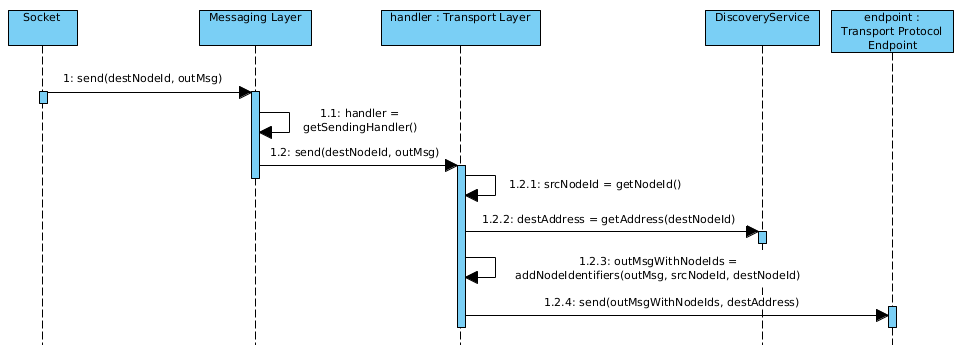 Socket
Messaging Layer
handler : Transport Layer
DiscoveryService
endpoint :
Transport Protocol
Endpoint
1: send(destNodeId, outMsg)
1.1: handler =
getSendingHandler()
1.2: send(destNodeId, outMsg)
1.2.1: srcNodeId = getNodeId()
1.2.2: destAddress = getAddress(destNodeId)
1.2.3: outMsgWithNodeIds =
addNodeIdentifiers(outMsg, srcNodeId, destNodeId)
1.2.4: send(outMsgWithNodeIds, destAddress)